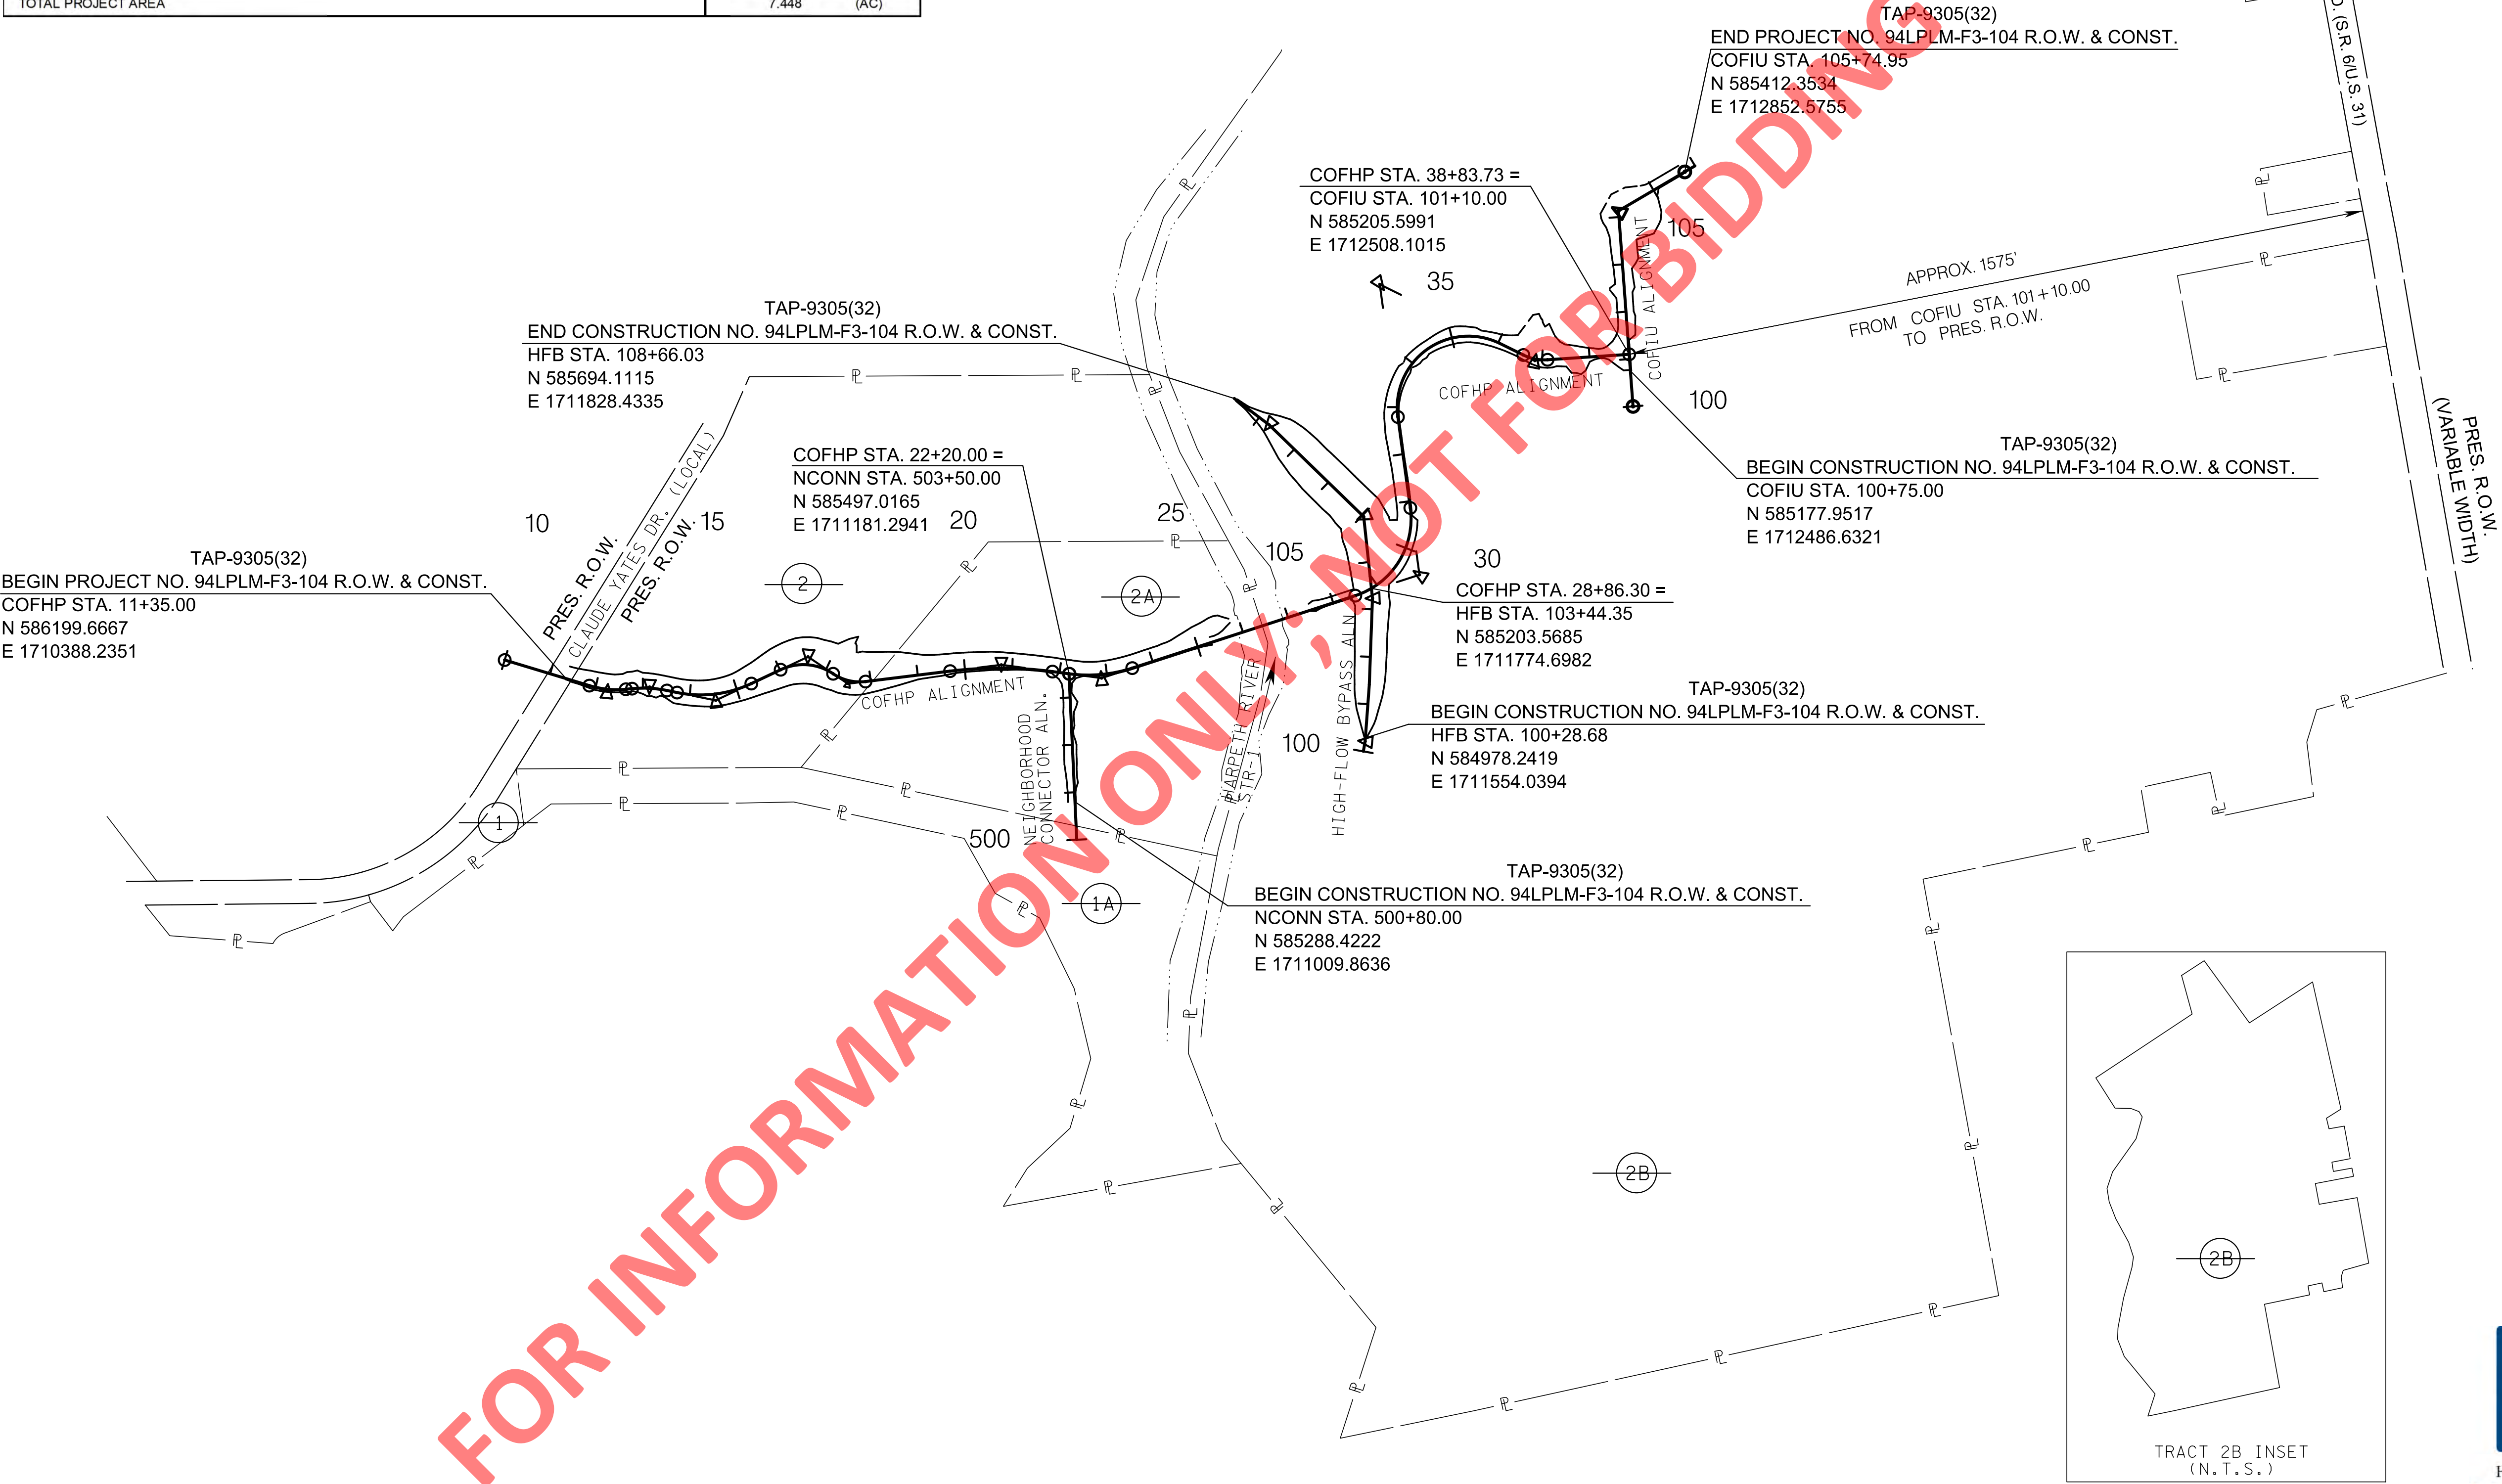 TOTAL PROJECT AREA 7.448 (AC)
TAP-9305(32)
END PROJECT NO. 94LPLM-F3-104 R.O.W. & CONST.
COFIU STA. 105+74.95
N 585412.3534
E 1712852.5755
(S.R. 6/U.S. 31)
COFHP STA. 38+83.73 =
COFIU STA. 101+10.00
N 585205.5991
E 1712508.1015
35
105
COFIU ALIGNMENT
APPROX. 1575'
FROM COFIU STA. 101+10.00
TO PRES. R.O.W.
TAP-9305(32)
END CONSTRUCTION NO. 94LPLM-F3-104 R.O.W. & CONST.
HFB STA. 108+66.03
N 585694.1115
E 1711828.4335
COFHP ALIGNMENT
100
PRES. R.O.W.
(VARIABLE WIDTH)
COFHP STA. 22+20.00 =
NCONN STA. 503+50.00
N 585497.0165
E 1711181.2941
TAP-9305(32)
BEGIN CONSTRUCTION NO. 94LPLM-F3-104 R.O.W. & CONST.
COFIU STA. 100+75.00
N 585177.9517
E 1712486.6321
10
15
20
25
30
105
PRES. R.O.W.
CLAUDE YATES DR. (LOCAL)
PRES. R.O.W.
TAP-9305(32)
BEGIN PROJECT NO. 94LPLM-F3-104 R.O.W. & CONST.
COFHP STA. 11+35.00
N 586199.6667
E 1710388.2351
2
2A
COFHP STA. 28+86.30 =
HFB STA. 103+44.35
N 585203.5685
E 1711774.6982
COFHP ALIGNMENT
NEIGHBORHOOD
CONNECTOR ALN.
HARPETH RIVER
STR-1
HIGH-FLOW BYPASS ALN.
100
TAP-9305(32)
BEGIN CONSTRUCTION NO. 94LPLM-F3-104 R.O.W. & CONST.
HFB STA. 100+28.68
N 584978.2419
E 1711554.0394
1
500
1A
TAP-9305(32)
BEGIN CONSTRUCTION NO. 94LPLM-F3-104 R.O.W. & CONST.
NCONN STA. 500+80.00
N 585288.4222
E 1711009.8636
2B
2B
TRACT 2B INSET
(N.T.S.)
FOR INFORMATION ONLY; NOT FOR BIDDING